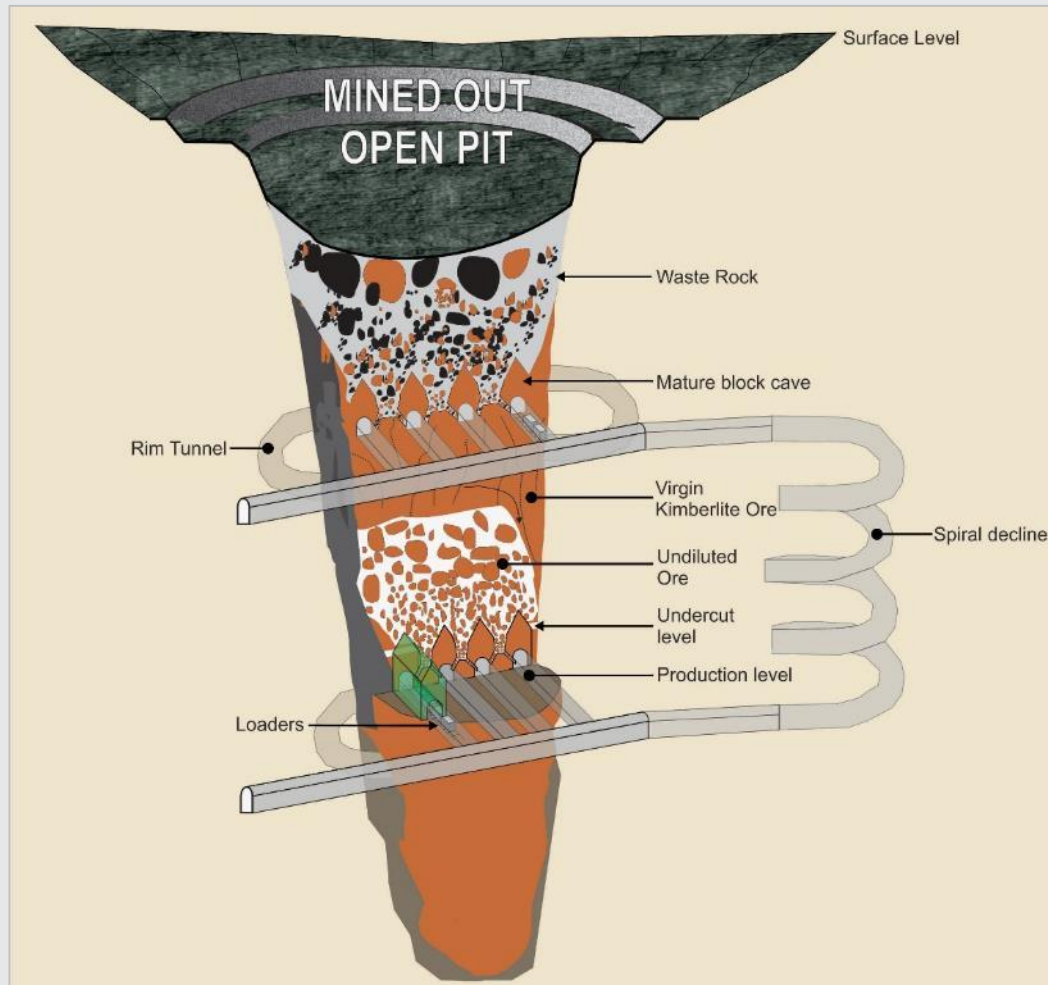 Surface Level
MINED OUT
OPEN PIT
Waste Rock
Mature block cave
Rim Tunnel
Virgin
Kimberlite Ore
Spiral decline
Undiluted
Ore
Undercut
level
Production level
Loaders